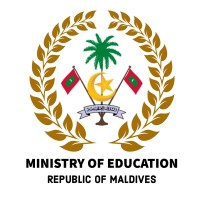 MINISTRY OF EDUCATION
REPUBLIC OF MALDIVES